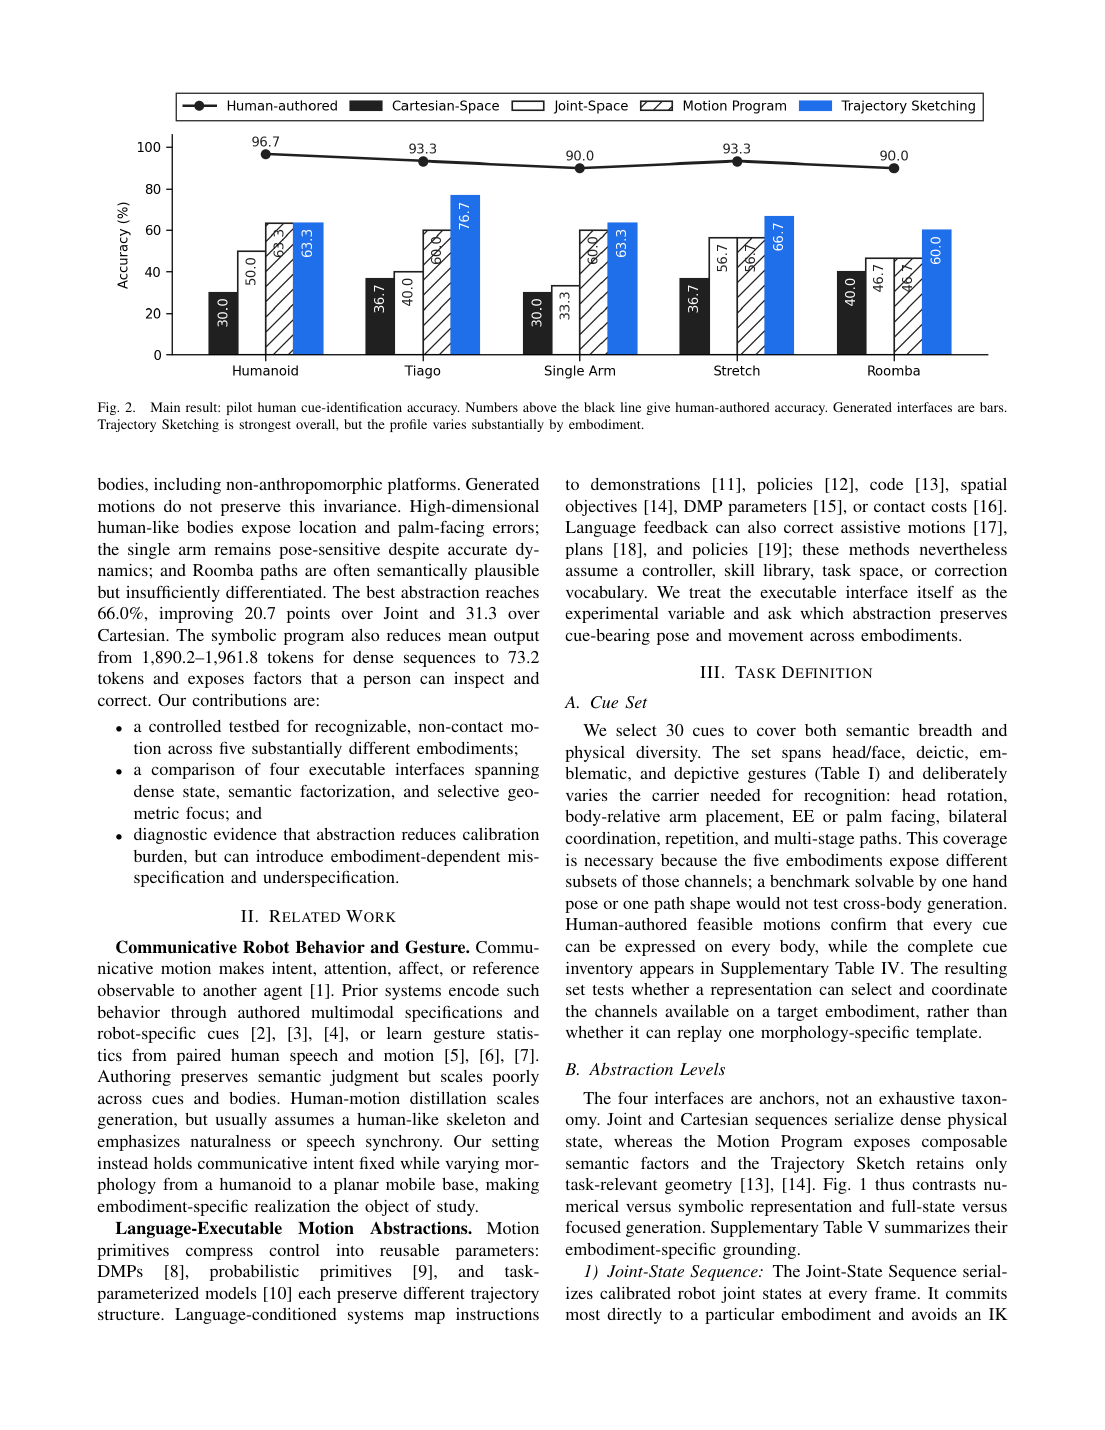 Human-authored Cartesian-Space Joint-Space Motion Program Trajectory Sketching
Accuracy (%)
100
80
60
40
20
0
96.7
93.3
90.0
93.3
90.0
30.0
50.0
63.3
63.3
36.7
40.0
60.0
76.7
30.0
33.3
60.0
63.3
36.7
56.7
56.7
66.7
40.0
46.7
46.7
60.0
Humanoid Tiago Single Arm Stretch Roomba
Fig. 2. Main result: pilot human cue-identification accuracy. Numbers above the black line give human-authored accuracy. Generated interfaces are bars.
Trajectory Sketching is strongest overall, but the profile varies substantially by embodiment.
bodies, including non-anthropomorphic platforms. Generated
motions do not preserve this invariance. High-dimensional
human-like bodies expose location and palm-facing errors;
the single arm remains pose-sensitive despite accurate dy-
namics; and Roomba paths are often semantically plausible
but insufficiently differentiated. The best abstraction reaches
66.0%, improving 20.7 points over Joint and 31.3 over
Cartesian. The symbolic program also reduces mean output
from 1,890.2–1,961.8 tokens for dense sequences to 73.2
tokens and exposes factors that a person can inspect and
correct. Our contributions are:
• a controlled testbed for recognizable, non-contact mo-
tion across five substantially different embodiments;
• a comparison of four executable interfaces spanning
dense state, semantic factorization, and selective geo-
metric focus; and
• diagnostic evidence that abstraction reduces calibration
burden, but can introduce embodiment-dependent mis-
specification and underspecification.
II. RELATED WORK
Communicative Robot Behavior and Gesture. Commu-
nicative motion makes intent, attention, affect, or reference
observable to another agent [1]. Prior systems encode such
behavior through authored multimodal specifications and
robot-specific cues [2], [3], [4], or learn gesture statis-
tics from paired human speech and motion [5], [6], [7].
Authoring preserves semantic judgment but scales poorly
across cues and bodies. Human-motion distillation scales
generation, but usually assumes a human-like skeleton and
emphasizes naturalness or speech synchrony. Our setting
instead holds communicative intent fixed while varying mor-
phology from a humanoid to a planar mobile base, making
embodiment-specific realization the object of study.
Language-Executable Motion Abstractions. Motion
primitives compress control into reusable parameters:
DMPs [8], probabilistic primitives [9], and task-
parameterized models [10] each preserve different trajectory
structure. Language-conditioned systems map instructions
to demonstrations [11], policies [12], code [13], spatial
objectives [14], DMP parameters [15], or contact costs [16].
Language feedback can also correct assistive motions [17],
plans [18], and policies [19]; these methods nevertheless
assume a controller, skill library, task space, or correction
vocabulary. We treat the executable interface itself as the
experimental variable and ask which abstraction preserves
cue-bearing pose and movement across embodiments.
III. TASK DEFINITION
A. Cue Set
We select 30 cues to cover both semantic breadth and
physical diversity. The set spans head/face, deictic, em-
blematic, and depictive gestures (Table I) and deliberately
varies the carrier needed for recognition: head rotation,
body-relative arm placement, EE or palm facing, bilateral
coordination, repetition, and multi-stage paths. This coverage
is necessary because the five embodiments expose different
subsets of those channels; a benchmark solvable by one hand
pose or one path shape would not test cross-body generation.
Human-authored feasible motions confirm that every cue
can be expressed on every body, while the complete cue
inventory appears in Supplementary Table IV. The resulting
set tests whether a representation can select and coordinate
the channels available on a target embodiment, rather than
whether it can replay one morphology-specific template.
B. Abstraction Levels
The four interfaces are anchors, not an exhaustive taxon-
omy. Joint and Cartesian sequences serialize dense physical
state, whereas the Motion Program exposes composable
semantic factors and the Trajectory Sketch retains only
task-relevant geometry [13], [14]. Fig. 1 thus contrasts nu-
merical versus symbolic representation and full-state versus
focused generation. Supplementary Table V summarizes their
embodiment-specific grounding.
1) Joint-State Sequence: The Joint-State Sequence serial-
izes calibrated robot joint states at every frame. It commits
most directly to a particular embodiment and avoids an IK